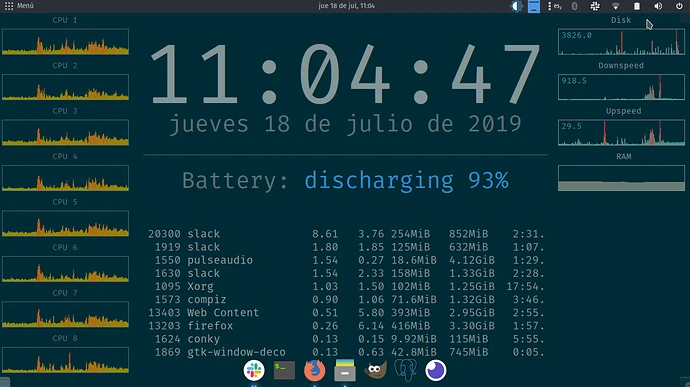 Menú
jue 18 de jul, 11:04
es
CPU 1
CPU 2
CPU 3
CPU 4
CPU 5
CPU 6
CPU 7
CPU 8
11:04:47
jueves 18 de julio de 2019
Battery: discharging 93%
20300 slack 8.61 3.76 254MiB 852MiB 2:31.
1919 slack 1.80 1.85 125MiB 632MiB 1:07.
1550 pulseaudio 1.54 0.27 18.6MiB 4.12GiB 1:29.
1630 slack 1.54 2.33 158MiB 1.33GiB 2:28.
1095 Xorg 1.03 1.50 102MiB 1.25GiB 17:54.
1573 compiz 0.90 1.06 71.6MiB 1.32GiB 3:46.
13403 Web Content 0.51 5.80 393MiB 2.95GiB 2:55.
13203 firefox 0.26 6.14 416MiB 3.30GiB 1:57.
1624 conky 0.13 0.15 9.92MiB 115MiB 5:55.
1869 gtk-window-deco 0.13 0.63 42.8MiB 745MiB 0:05.
Disk
3826.0
Downspeed
918.5
Upspeed
29.5
RAM